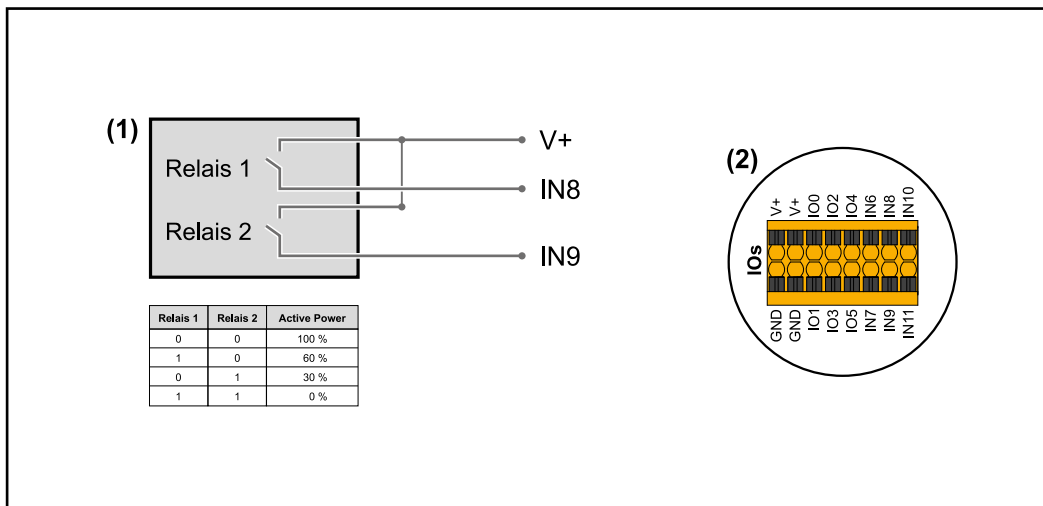 (1)
Relais 1
Relais 2
V+
IN8
IN9
Relais 1 Relais 2 Active Power
0 0 100 %
1 0 60 %
0 1 30 %
1 1 0 %
(2)
V+ V+ IO0 IO2 IO4 IN6 IN8 IN10
IOs
GND GND IO1 IO3 IO5 IN7 IN9 IN11